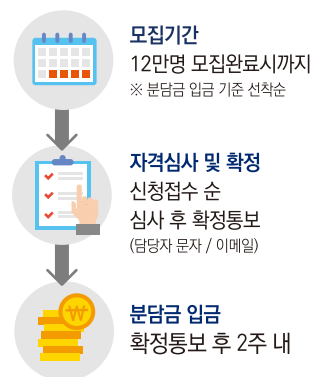 모집기간
12만명 모집완료시까지
※ 분담금 입금 기준 선착순
자격심사 및 확정
신청접수 순
심사 후 확정통보
(담당자 문자 / 이메일)
분담금 입금
확정통보 후 2주 내